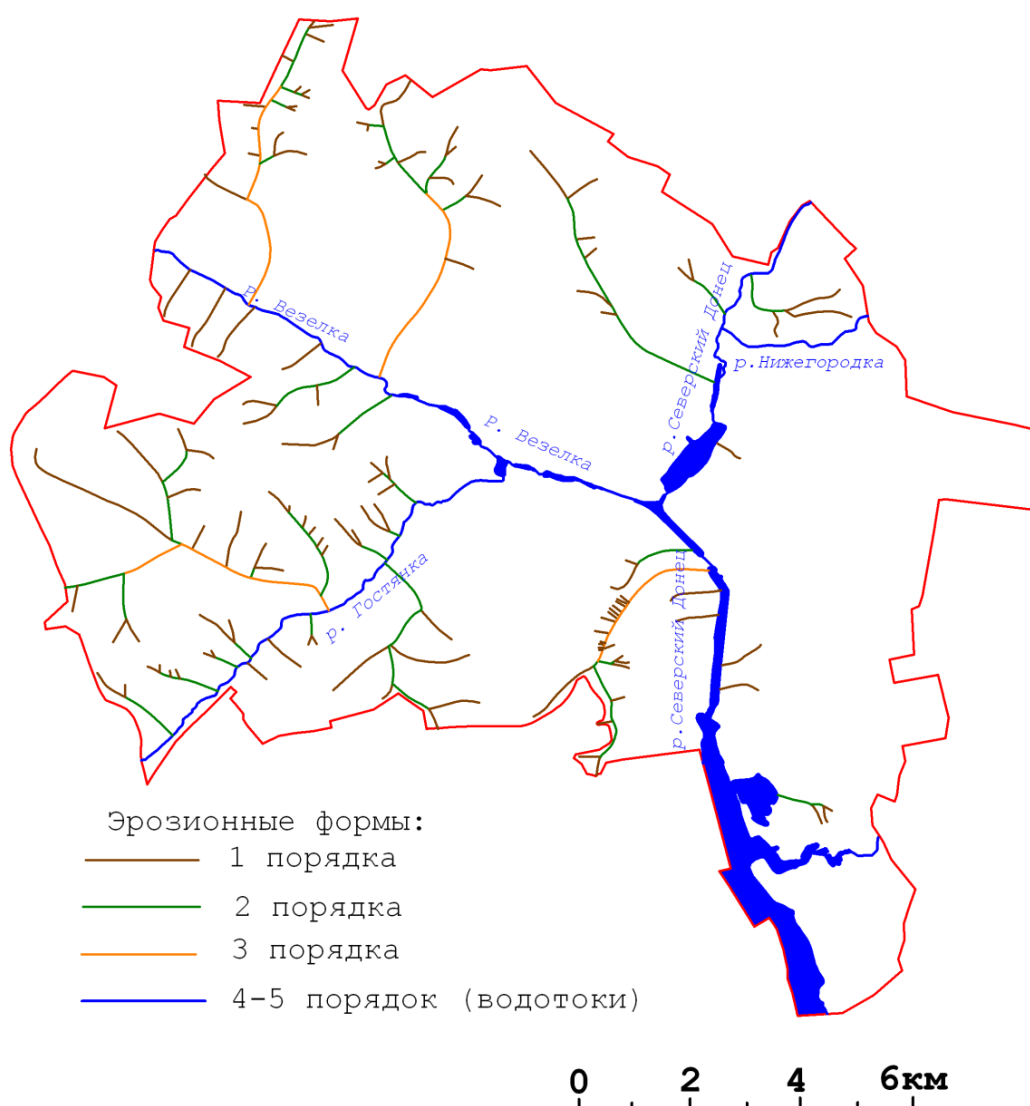 р. Везелка
р. Северский Донец
р.Нижегородка
р. Везелка
р. Гостянка
р.Северский Донец
Эрозионные формы:
1 порядка
2 порядка
3 порядка
4-5 порядок (водотоки)
0 2 4 6км